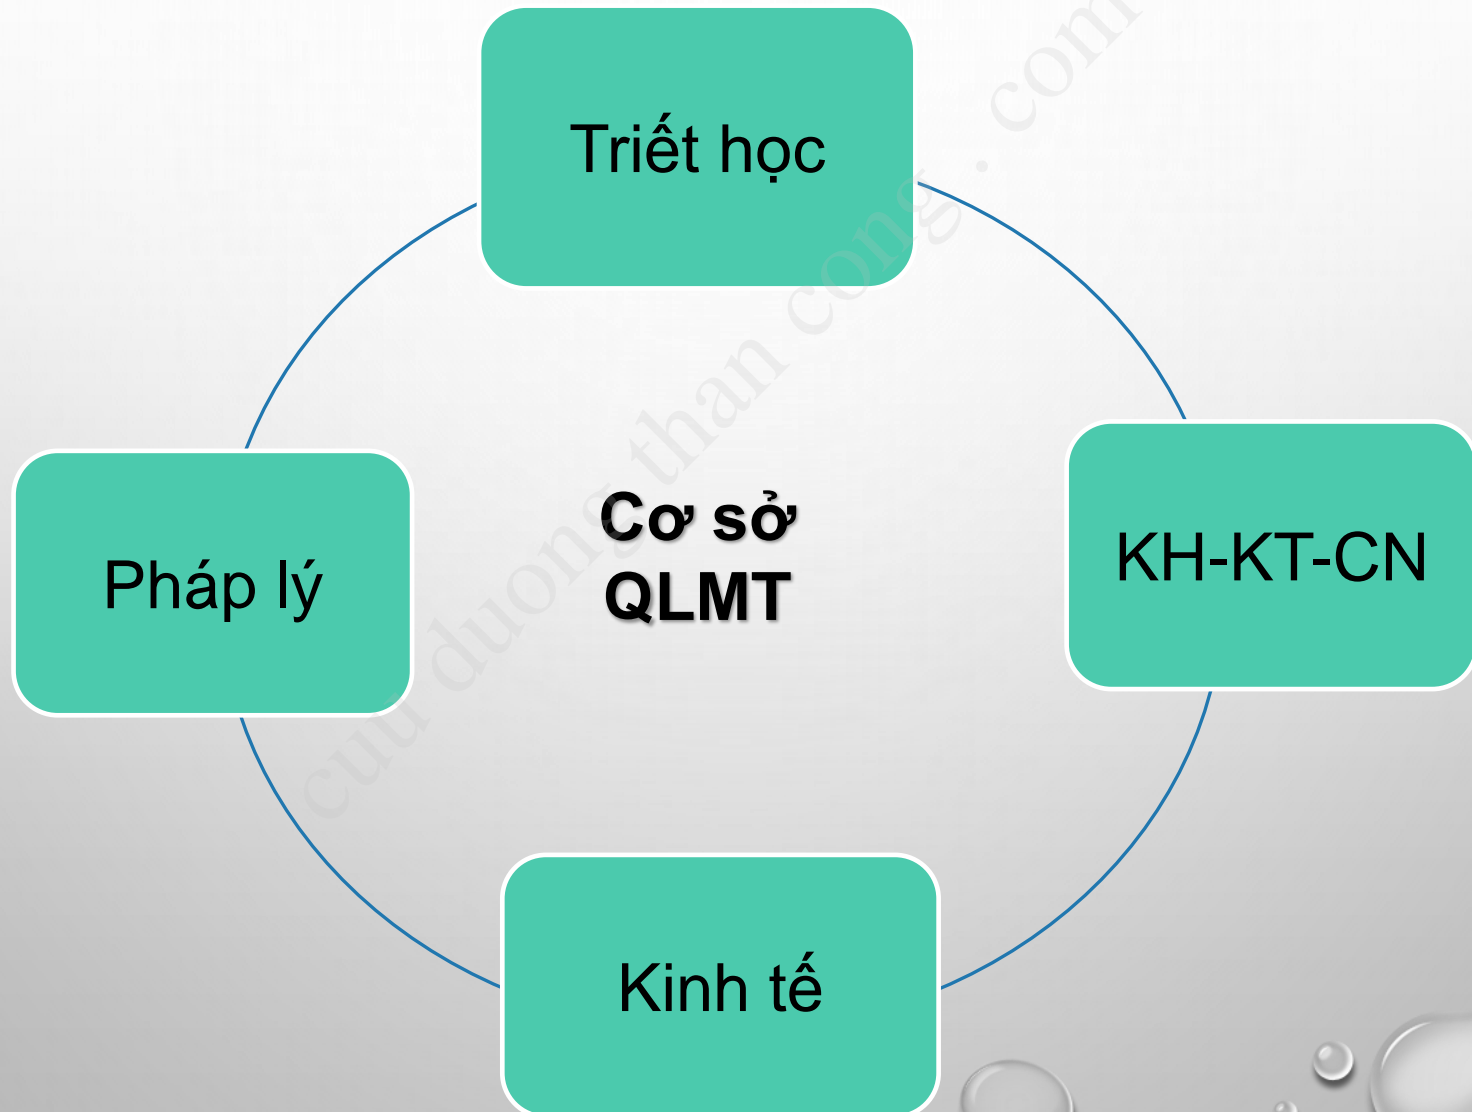 Triết học
Pháp lý
Cơ sở
QLMT
KH-KT-CN
Kinh tế
cuu duong than cong . com